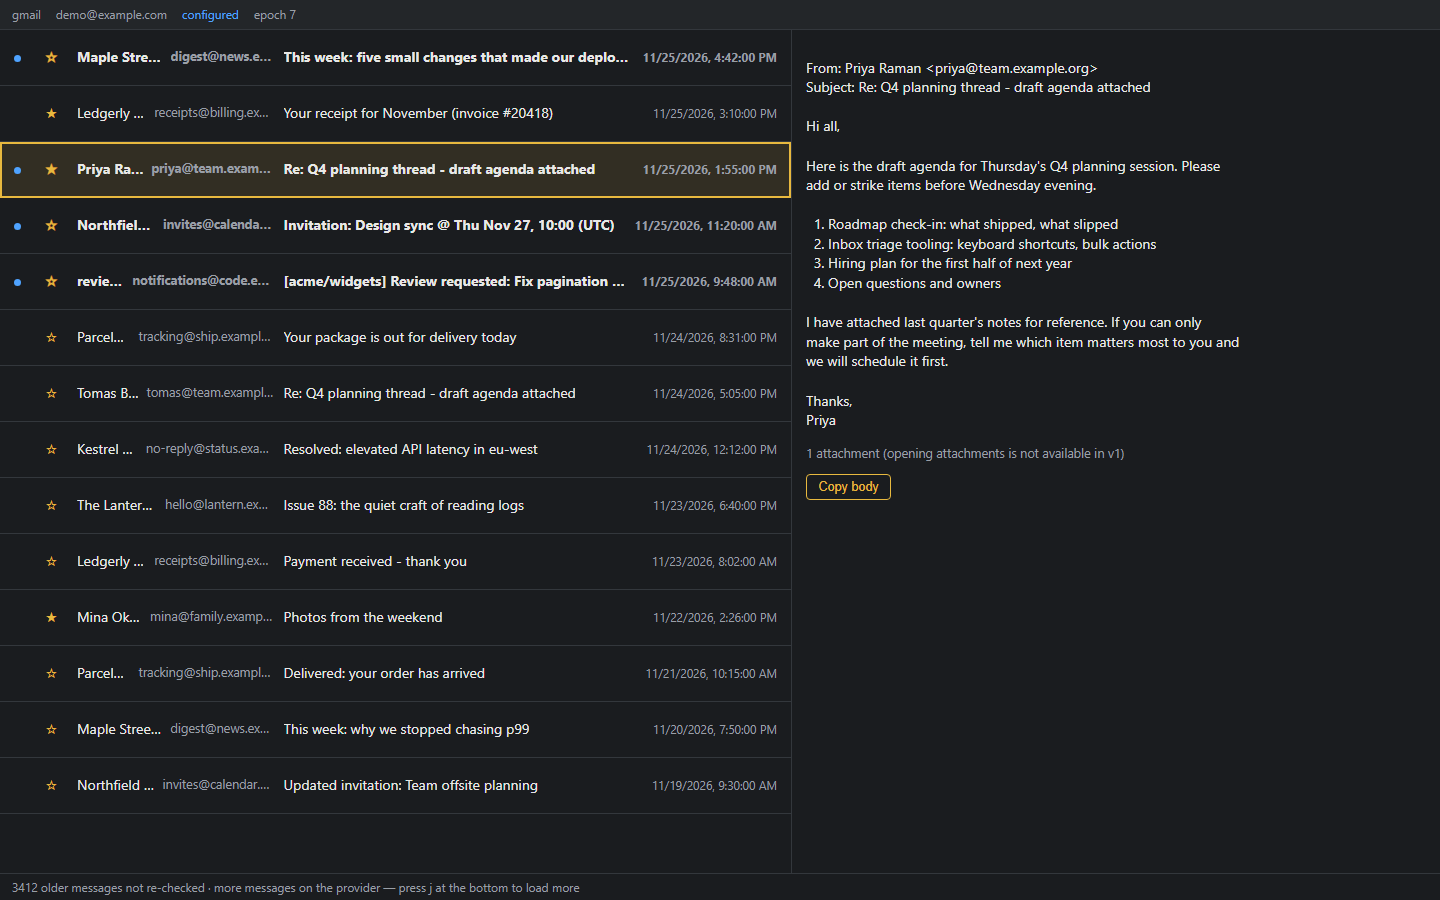 gmail demo@example.com configured epoch 7
Maple Stre... digest@news.e... This week: five small changes that made our deplo... 11/25/2026, 4:42:00 PM
Ledgerly ... receipts@billing.ex... Your receipt for November (invoice #20418) 11/25/2026, 3:10:00 PM
Priya Ra... priya@team.exam... Re: Q4 planning thread - draft agenda attached 11/25/2026, 1:55:00 PM
Northfiel... invites@calenda... Invitation: Design sync @ Thu Nov 27, 10:00 (UTC) 11/25/2026, 11:20:00 AM
revie... notifications@code.e... [acme/widgets] Review requested: Fix pagination ... 11/25/2026, 9:48:00 AM
Parcel... tracking@ship.exampl... Your package is out for delivery today 11/24/2026, 8:31:00 PM
Tomas B... tomas@team.exampl... Re: Q4 planning thread - draft agenda attached 11/24/2026, 5:05:00 PM
Kestrel ... no-reply@status.exa... Resolved: elevated API latency in eu-west 11/24/2026, 12:12:00 PM
The Lanter... hello@lantern.ex... Issue 88: the quiet craft of reading logs 11/23/2026, 6:40:00 PM
Ledgerly ... receipts@billing.ex... Payment received - thank you 11/23/2026, 8:02:00 AM
Mina Ok... mina@family.examp... Photos from the weekend 11/22/2026, 2:26:00 PM
Parcel... tracking@ship.exampl... Delivered: your order has arrived 11/21/2026, 10:15:00 AM
Maple Stree... digest@news.ex... This week: why we stopped chasing p99 11/20/2026, 7:50:00 PM
Northfield ... invites@calendar.... Updated invitation: Team offsite planning 11/19/2026, 9:30:00 AM
From: Priya Raman <priya@team.example.org>
Subject: Re: Q4 planning thread - draft agenda attached
Hi all,
Here is the draft agenda for Thursday's Q4 planning session. Please
add or strike items before Wednesday evening.
1. Roadmap check-in: what shipped, what slipped
2. Inbox triage tooling: keyboard shortcuts, bulk actions
3. Hiring plan for the first half of next year
4. Open questions and owners
I have attached last quarter's notes for reference. If you can only
make part of the meeting, tell me which item matters most to you and
we will schedule it first.
Thanks,
Priya
1 attachment (opening attachments is not available in v1)
Copy body
3412 older messages not re-checked · more messages on the provider — press j at the bottom to load more